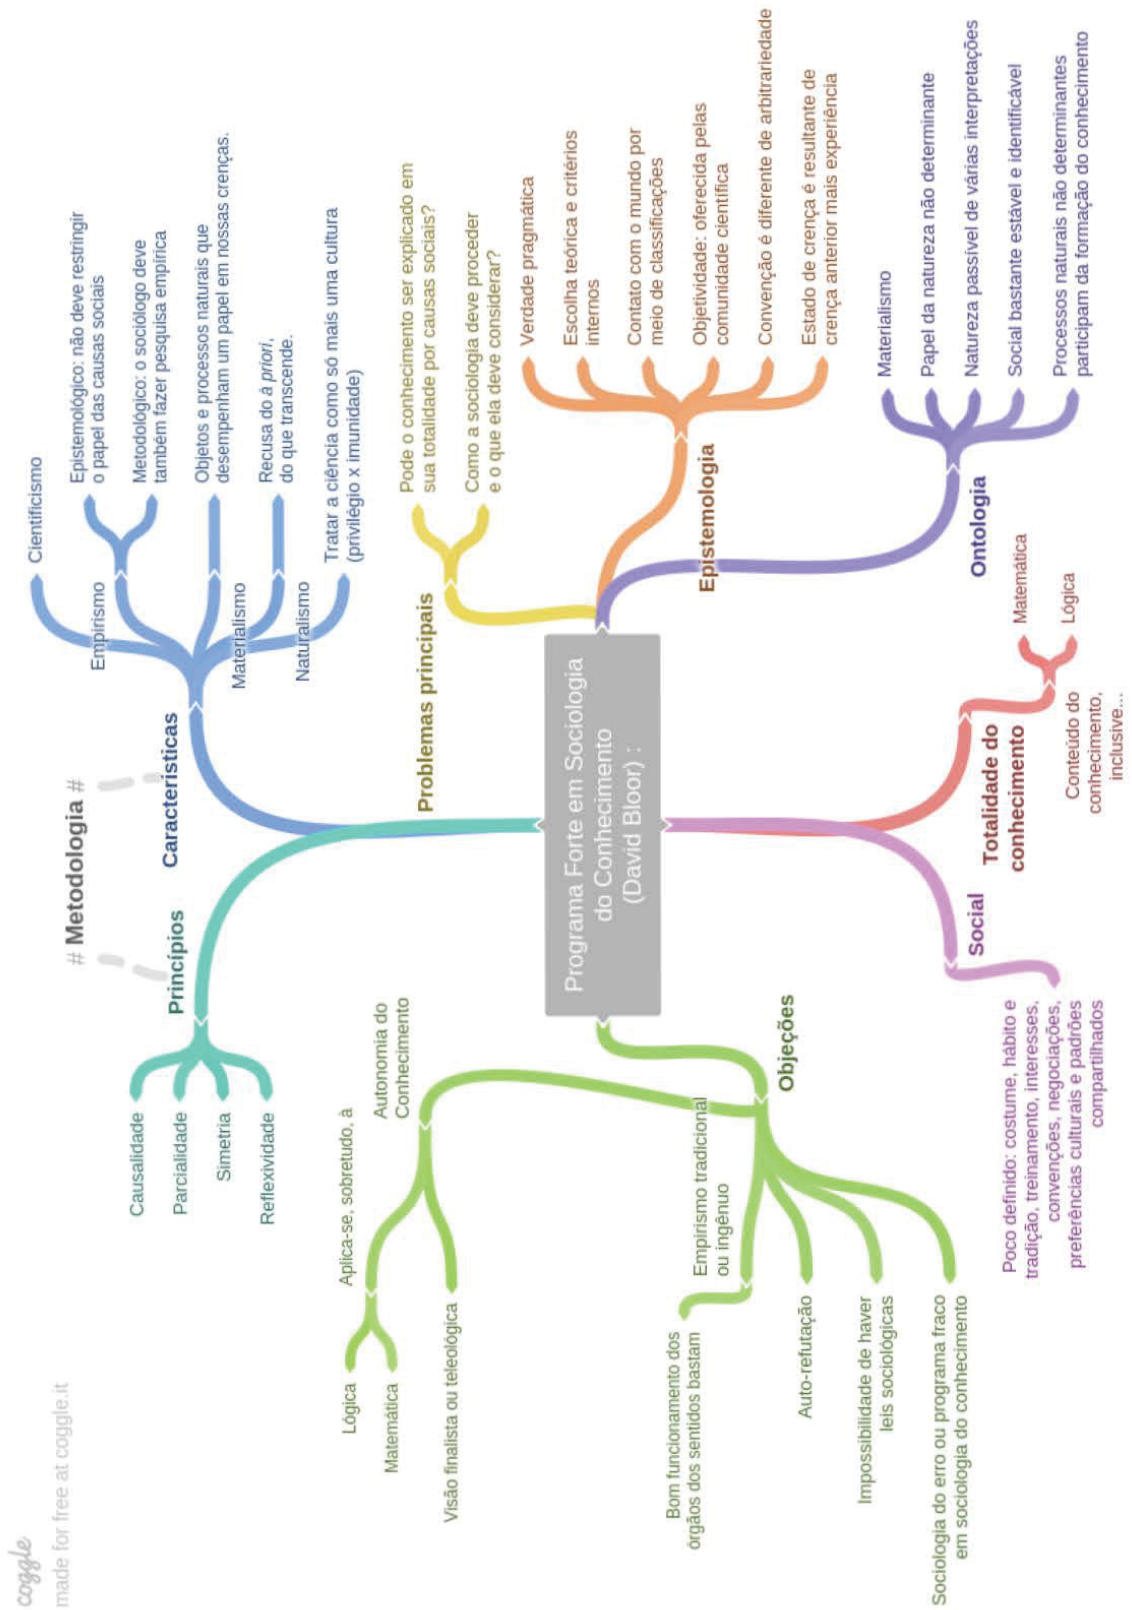 coggle
made for free at coggle.it
# Metodologia #
Princípios
Causalidade
Parcialidade
Simetria
Reflexividade
Características
Cientificismo
Empirismo
Epistemológico: não deve restringir
o papel das causas sociais
Metodológico: o sociólogo deve
também fazer pesquisa empírica
Materialismo
Objetos e processos naturais que
desempenham um papel em nossas crenças.
Naturalismo
Recusa do à priori,
do que transcende.
Tratar a ciência como só mais uma cultura
(privilégio x imunidade)
Problemas principais
Pode o conhecimento ser explicado em
sua totalidade por causas sociais?
Como a sociologia deve proceder
e o que ela deve considerar?
Programa Forte em Sociologia
do Conhecimento
(David Bloor) :
Epistemologia
Verdade pragmática
Escolha teórica e critérios
internos
Contato com o mundo por
meio de classificações
Objetividade: oferecida pelas
comunidade científica
Convenção é diferente de arbitrariedade
Estado de crença é resultante de
crença anterior mais experiência
Ontologia
Materialismo
Papel da natureza não determinante
Natureza passível de várias interpretações
Social bastante estável e identificável
Processos naturais não determinantes
participam da formação do conhecimento
Objeções
Autonomia do
Conhecimento
Aplica-se, sobretudo, à
Lógica
Matemática
Visão finalista ou teleológica
Empirismo tradicional
ou ingênuo
Bom funcionamento dos
órgãos dos sentidos bastam
Auto-refutação
Impossibilidade de haver
leis sociológicas
Sociologia do erro ou programa fraco
em sociologia do conhecimento
Social
Poco definido: costume, hábito e
tradição, treinamento, interesses,
convenções, negociações,
preferências culturais e padrões
compartilhados
Totalidade do
conhecimento
Conteúdo do
conhecimento,
inclusive...
Matemática
Lógica